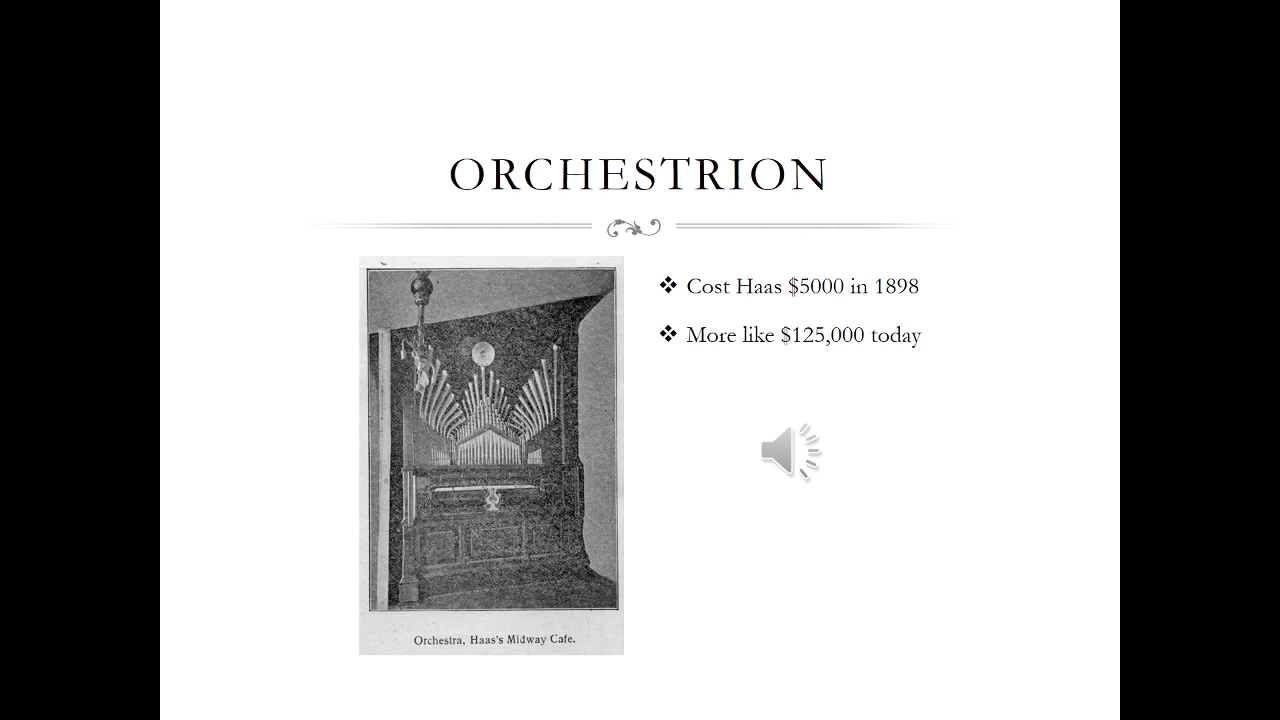 ORCHESTRION
Cost Haas $5000 in 1898
More like $125,000 today
Orchestra, Haas's Midway Cafe.